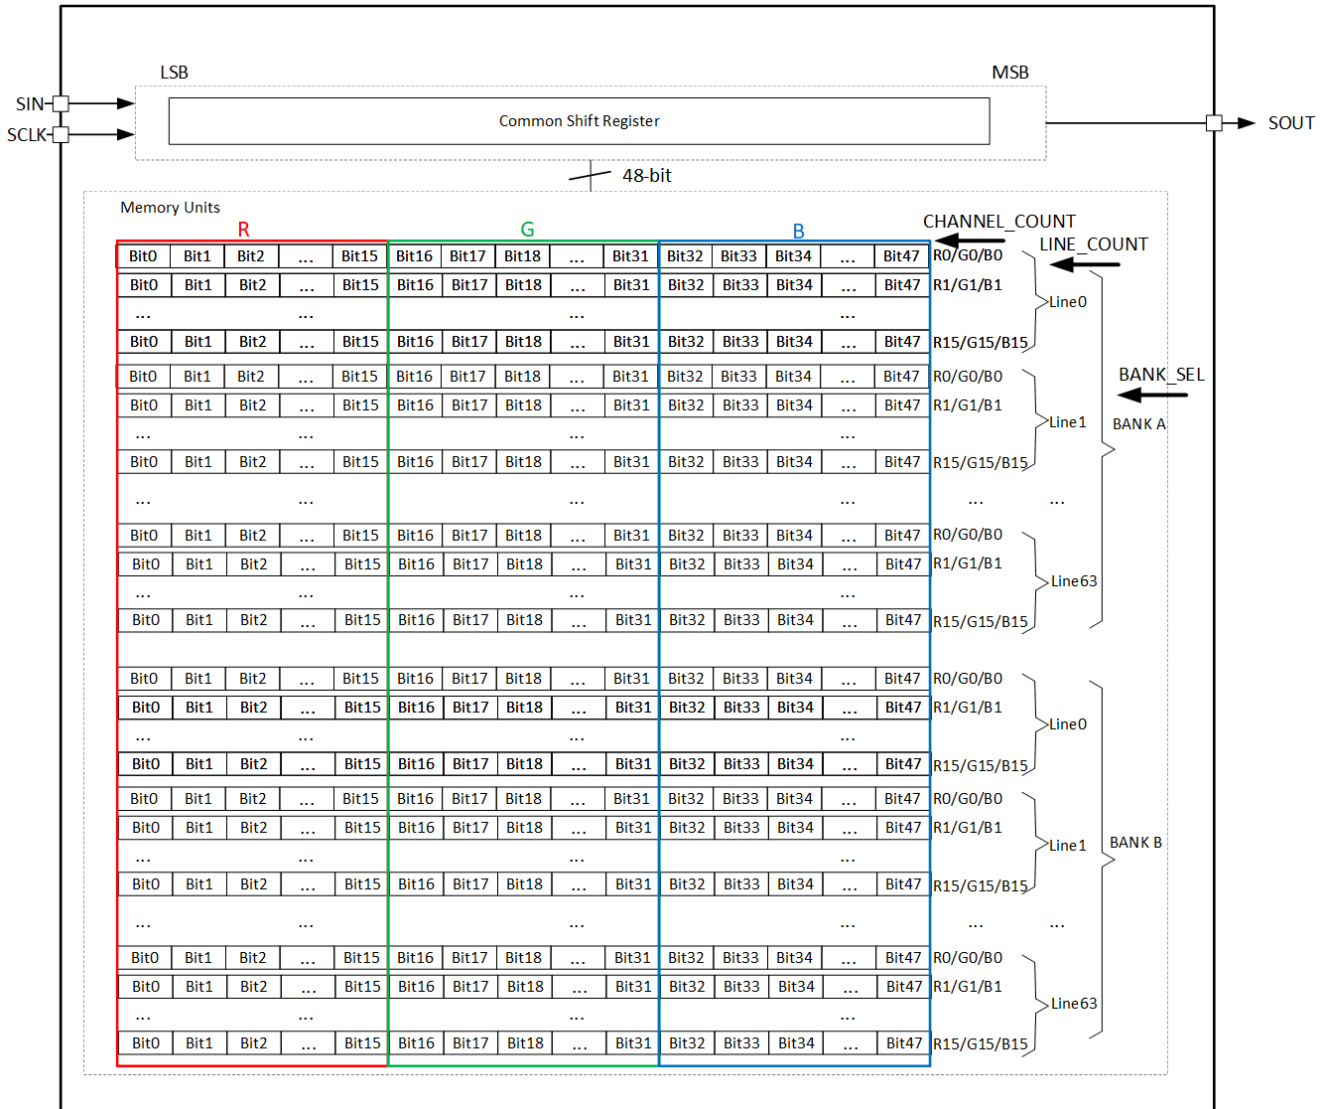 LSB MSB
SIN
SCLK
Common Shift Register
SOUT
48-bit
Memory Units
R G B
CHANNEL_COUNT
LINE_COUNT
Bit0 Bit1 Bit2 ... Bit15 Bit16 Bit17 Bit18 ... Bit31 Bit32 Bit33 Bit34 ... Bit47 R0/G0/B0
Bit0 Bit1 Bit2 ... Bit15 Bit16 Bit17 Bit18 ... Bit31 Bit32 Bit33 Bit34 ... Bit47 R1/G1/B1
Line0
... ... ... ...
Bit0 Bit1 Bit2 ... Bit15 Bit16 Bit17 Bit18 ... Bit31 Bit32 Bit33 Bit34 ... Bit47 R15/G15/B15
Bit0 Bit1 Bit2 ... Bit15 Bit16 Bit17 Bit18 ... Bit31 Bit32 Bit33 Bit34 ... Bit47 R0/G0/B0
BANK_SEL
Bit0 Bit1 Bit2 ... Bit15 Bit16 Bit17 Bit18 ... Bit31 Bit32 Bit33 Bit34 ... Bit47 R1/G1/B1
Line1 BANK A
... ... ...
Bit0 Bit1 Bit2 ... Bit15 Bit16 Bit17 Bit18 ... Bit31 Bit32 Bit33 Bit34 ... Bit47 R15/G15/B15
... ... ... ... ... ...
Bit0 Bit1 Bit2 ... Bit15 Bit16 Bit17 Bit18 ... Bit31 Bit32 Bit33 Bit34 ... Bit47 R0/G0/B0
Bit0 Bit1 Bit2 ... Bit15 Bit16 Bit17 Bit18 ... Bit31 Bit32 Bit33 Bit34 ... Bit47 R1/G1/B1
Line63
... ... ... ...
Bit0 Bit1 Bit2 ... Bit15 Bit16 Bit17 Bit18 ... Bit31 Bit32 Bit33 Bit34 ... Bit47 R15/G15/B15
Bit0 Bit1 Bit2 ... Bit15 Bit16 Bit17 Bit18 ... Bit31 Bit32 Bit33 Bit34 ... Bit47 R0/G0/B0
Bit0 Bit1 Bit2 ... Bit15 Bit16 Bit17 Bit18 ... Bit31 Bit32 Bit33 Bit34 ... Bit47 R1/G1/B1
Line0
... ... ... ...
Bit0 Bit1 Bit2 ... Bit15 Bit16 Bit17 Bit18 ... Bit31 Bit32 Bit33 Bit34 ... Bit47 R15/G15/B15
Bit0 Bit1 Bit2 ... Bit15 Bit16 Bit17 Bit18 ... Bit31 Bit32 Bit33 Bit34 ... Bit47 R0/G0/B0
Bit0 Bit1 Bit2 ... Bit15 Bit16 Bit17 Bit18 ... Bit31 Bit32 Bit33 Bit34 ... Bit47 R1/G1/B1
Line1 BANK B
... ... ...
Bit0 Bit1 Bit2 ... Bit15 Bit16 Bit17 Bit18 ... Bit31 Bit32 Bit33 Bit34 ... Bit47 R15/G15/B15
... ... ... ... ...
Bit0 Bit1 Bit2 ... Bit15 Bit16 Bit17 Bit18 ... Bit31 Bit32 Bit33 Bit34 ... Bit47 R0/G0/B0
Bit0 Bit1 Bit2 ... Bit15 Bit16 Bit17 Bit18 ... Bit31 Bit32 Bit33 Bit34 ... Bit47 R1/G1/B1
Line63
... ... ... ...
Bit0 Bit1 Bit2 ... Bit15 Bit16 Bit17 Bit18 ... Bit31 Bit32 Bit33 Bit34 ... Bit47 R15/G15/B15